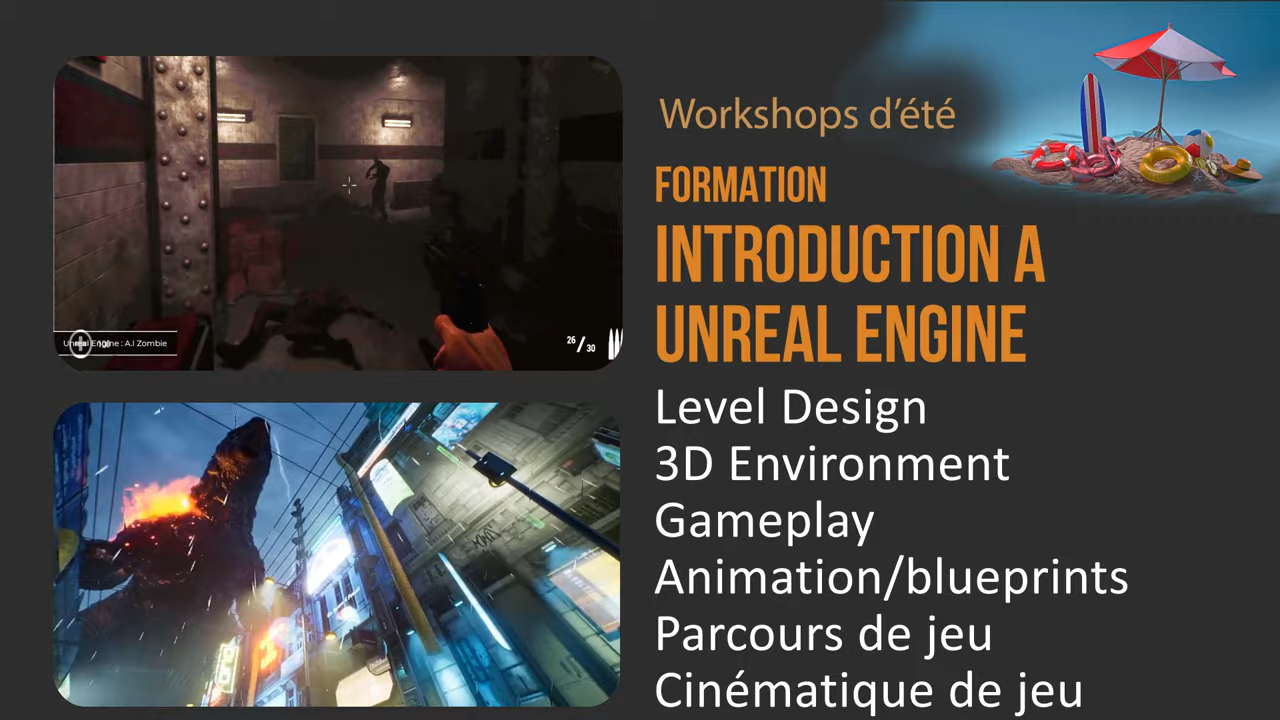 Workshops d'été
FORMATION
INTRODUCTION A
UNREAL ENGINE
Level Design
3D Environment
Gameplay
Animation/blueprints
Parcours de jeu
Cinématique de jeu
Unreal Engine : A.I Zombie
26/30